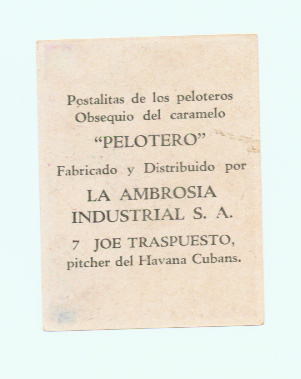 Postalitas de los peloteros
Obsequio del caramelo
"PELOTERO"
Fabricado y Distribuido por
LA AMBROSIA
INDUSTRIAL S. A.
7 JOE TRASPUESTO,
pitcher del Havana Cubans.